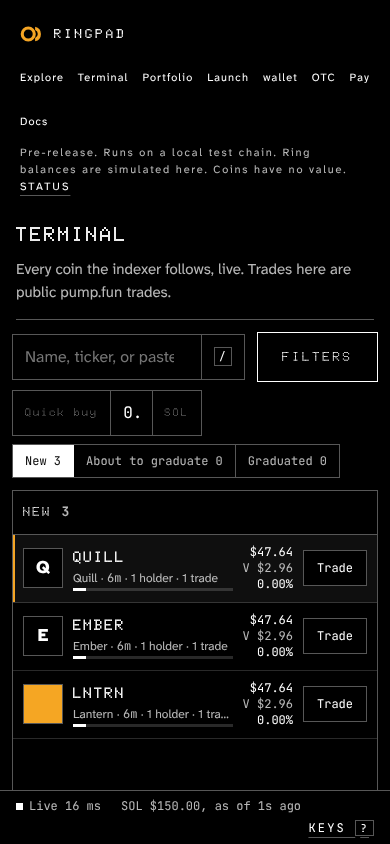 RINGPAD
Explore Terminal Portfolio Launch wallet OTC Pay
Docs
Pre-release. Runs on a local test chain. Ring
balances are simulated here. Coins have no value.
STATUS
TERMINAL
Every coin the indexer follows, live. Trades here are
public pump.fun trades.
Name, ticker, or paste / FILTERS
Quick buy 0. SOL
New 3 About to graduate 0 Graduated 0
NEW 3
Q QUILL $47.64
V $2.96 Trade
Quill · 6m · 1 holder · 1 trade 0.00%
E EMBER $47.64
V $2.96 Trade
Ember · 6m · 1 holder · 1 trade 0.00%
LNTRN $47.64
V $2.96 Trade
Lantern · 6m · 1 holder · 1 tra… 0.00%
Live 16 ms SOL $150.00, as of 1s ago
KEYS ?